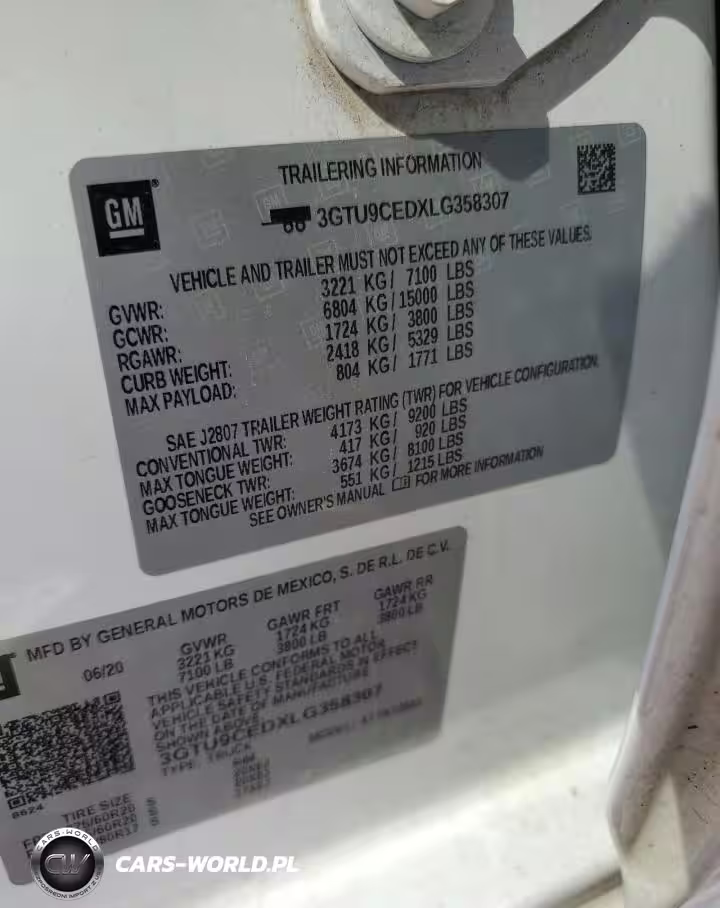 TRAILERING INFORMATION
GM®
3GTU9CEDXLG358307
VEHICLE AND TRAILER MUST NOT EXCEED ANY OF THESE VALUES.
GVWR: 3221 KG/ 7100 LBS
GCWR: 6804 KG/15000 LBS
RGAWR: 1724 KG/ 3800 LBS
CURB WEIGHT: 2418 KG/ 5329 LBS
MAX PAYLOAD: 804 KG/ 1771 LBS
SAE J2807 TRAILER WEIGHT RATING (TWR) FOR VEHICLE CONFIGURATION.
CONVENTIONAL TWR: 4173 KG/ 9200 LBS
MAX TONGUE WEIGHT: 417 KG/ 920 LBS
GOOSENECK TWR: 3674 KG/ 8100 LBS
MAX TONGUE WEIGHT: 551 KG/ 1215 LBS
SEE OWNER'S MANUAL FOR MORE INFORMATION
MFD BY GENERAL MOTORS DE MEXICO, S. DE R.L. DE C.V.
06/20 GVWR GAWR FRT GAWR RR
3221 KG 1724 KG 1724 KG
7100 LB 3800 LB 3800 LB
THIS VEHICLE CONFORMS TO ALL
APPLICABLE U.S. FEDERAL MOTOR
VEHICLE SAFETY STANDARDS IN EFFECT
ON THE DATE OF MANUFACTURE
SHOWN ABOVE.
3GTU9CEDXLG358307
TYPE: TRUCK MODEL:
8624
TIRE SIZE
CARS-WORLD
CW
CARS-WORLD.PL